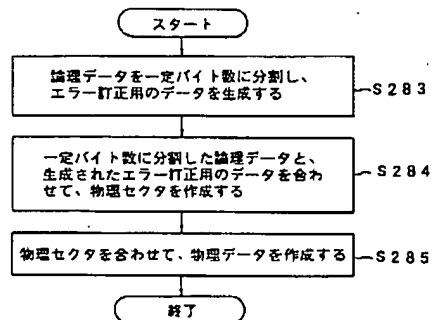 スタート
論理データを一定バイト数に分割し、
エラー訂正用のデータを生成する
S283
一定バイト数に分割した論理データと、
生成されたエラー訂正用のデータを合わ
せて、物理セクタを作成する
S284
物理セクタを合わせて、物理データを作成する
S285
終了